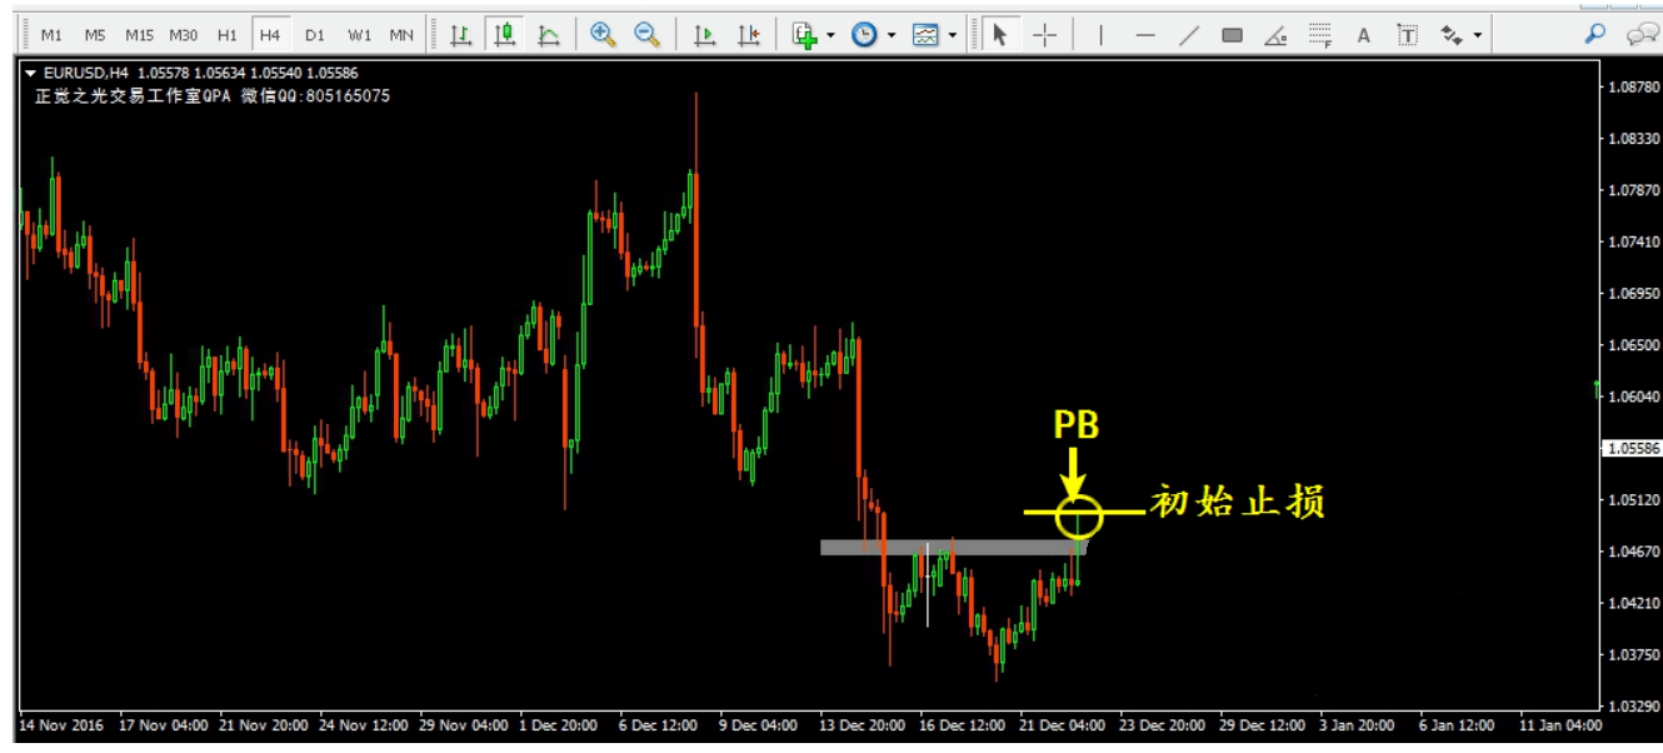 M1 M5 M15 M30 H1 H4 D1 W1 MN
EURUSD,H4 1.05578 1.05634 1.05540 1.05586
正觉之光交易工作室QPA 微信QQ:805165075
1.08780
1.08330
1.07870
1.07410
1.06950
1.06500
1.06040
1.05586
1.05120
1.04670
1.04210
1.03750
1.03290
PB
初始止损
14 Nov 2016 17 Nov 04:00 21 Nov 20:00 24 Nov 12:00 29 Nov 04:00 1 Dec 20:00 6 Dec 12:00 9 Dec 04:00 13 Dec 20:00 16 Dec 12:00 21 Dec 04:00 23 Dec 20:00 29 Dec 12:00 3 Jan 20:00 6 Jan 12:00 11 Jan 04:00